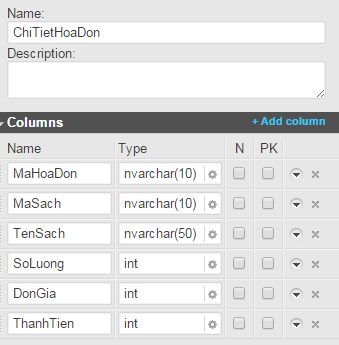 Name:
ChiTietHoaDon
Description:
Columns + Add column
Name Type N PK
MaHoaDon nvarchar(10)
MaSach nvarchar(10)
TenSach nvarchar(50)
SoLuong int
DonGia int
ThanhTien int